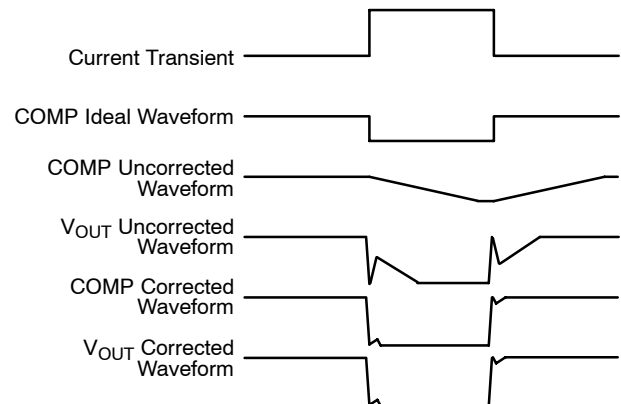 Current Transient
COMP Ideal Waveform
COMP Uncorrected
Waveform
VOUT Uncorrected
Waveform
COMP Corrected
Waveform
VOUT Corrected
Waveform